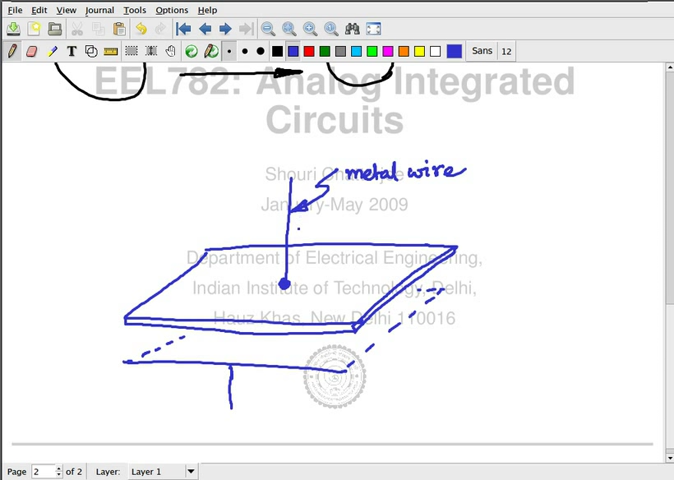 File Edit View Journal Tools Options Help
T Sans 12
EEL782: Analog Integrated
Circuits
Shouri
metal wire
January-May 2009
Department of Electrical Engineering,
Indian Institute of Technology, Delhi,
Hauz Khas, New Delhi 110016
Page 2 of 2 Layer: Layer 1